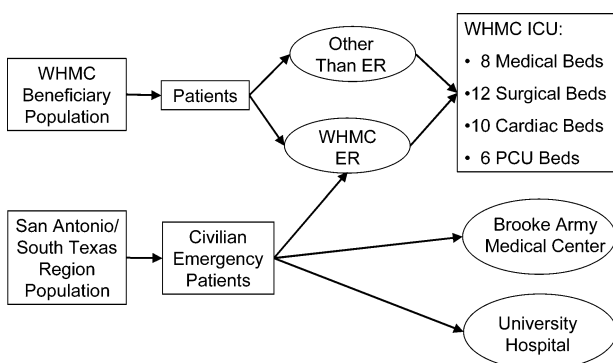 WHMC
Beneficiary
Population
Patients
Other
Than ER
WHMC
ER
WHMC ICU:
• 8 Medical Beds
•12 Surgical Beds
•10 Cardiac Beds
• 6 PCU Beds
San Antonio/
South Texas
Region
Population
Civilian
Emergency
Patients
Brooke Army
Medical Center
University
Hospital